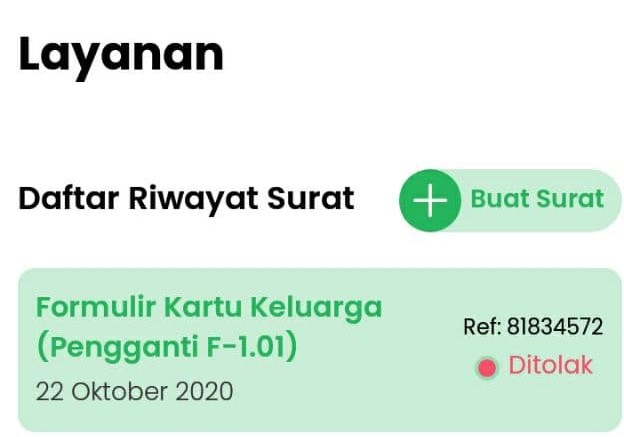 Layanan
Daftar Riwayat Surat
Buat Surat
Formulir Kartu Keluarga
(Pengganti F-1.01)
22 Oktober 2020
Ref: 81834572
Ditolak